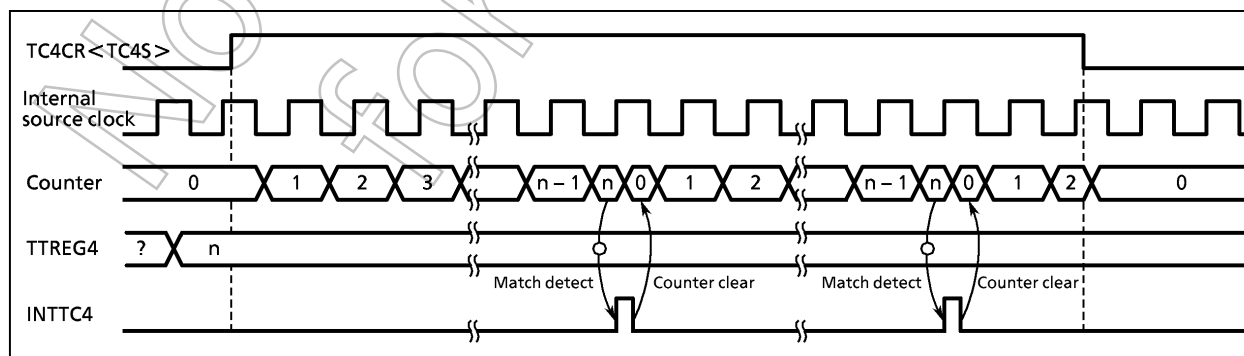 TC4CR<TC4S>
Internal
source clock
Counter 0 1 2 3 n – 1 n 0 1 2 n – 1 n 0 1 2 0
TTREG4 ? n
Match detect Counter clear Match detect Counter clear
INTTC4